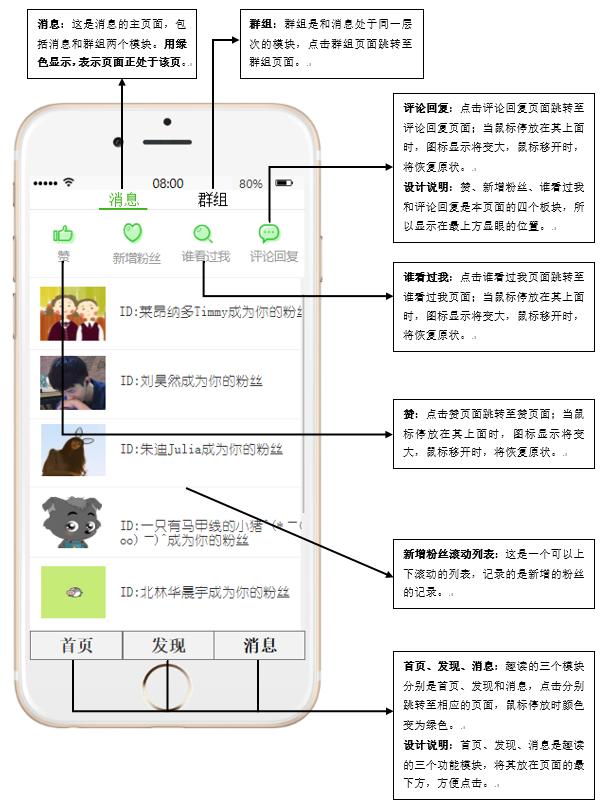 消息：这是消息的主页面，包
括消息和群组两个模块。用绿
色显示，表示页面正处于该页。
群组：群组是和消息处于同一层
次的模块，点击群组页面跳转至
群组页面。
评论回复：点击评论回复页面跳转至
评论回复页面；当鼠标停放在其上面
时，图标显示将变大，鼠标移开时，
将恢复原状。
设计说明：赞、新增粉丝、谁看过我
和评论回复是本页面的四个板块，所
以显示在最上方显眼的位置。
08:00
80%
消息
群组
赞
新增粉丝
谁看过我
评论回复
谁看过我：点击谁看过我页面跳转至
谁看过我页面；当鼠标停放在其上面
时，图标显示将变大，鼠标移开时，
将恢复原状。
ID:莱昂纳多Timmy成为你的粉丝
ID:刘昊然成为你的粉丝
赞：点击赞页面跳转至赞页面；当鼠
标停放在其上面时，图标显示将变
大，鼠标移开时，将恢复原状。
ID:朱迪Julia成为你的粉丝
ID:一只有马甲线的小猪^(*￣(
oo)￣)^成为你的粉丝
新增粉丝滚动列表：这是一个可以上
下滚动的列表，记录的是新增的粉丝
的记录。
ID:北林华晨宇成为你的粉丝
首页
发现
消息
首页、发现、消息：趣读的三个模块
分别是首页、发现和消息，点击分别
跳转至相应的页面，鼠标停放时颜色
变为绿色。
设计说明：首页、发现、消息是趣读
的三个功能模块，将其放在页面的最
下方，方便点击。